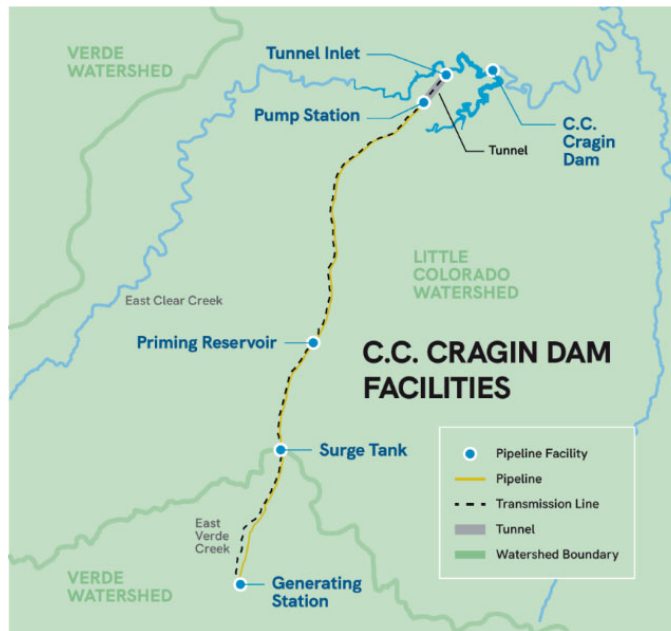 VERDE
WATERSHED
Tunnel Inlet
Pump Station
C.C.
Cragin
Dam
Tunnel
LITTLE
COLORADO
WATERSHED
East Clear Creek
Priming Reservoir
C.C. CRAGIN DAM
FACILITIES
Surge Tank
Pipeline Facility
Pipeline
Transmission Line
Tunnel
Watershed Boundary
East
Verde
Creek
VERDE
WATERSHED
Generating
Station